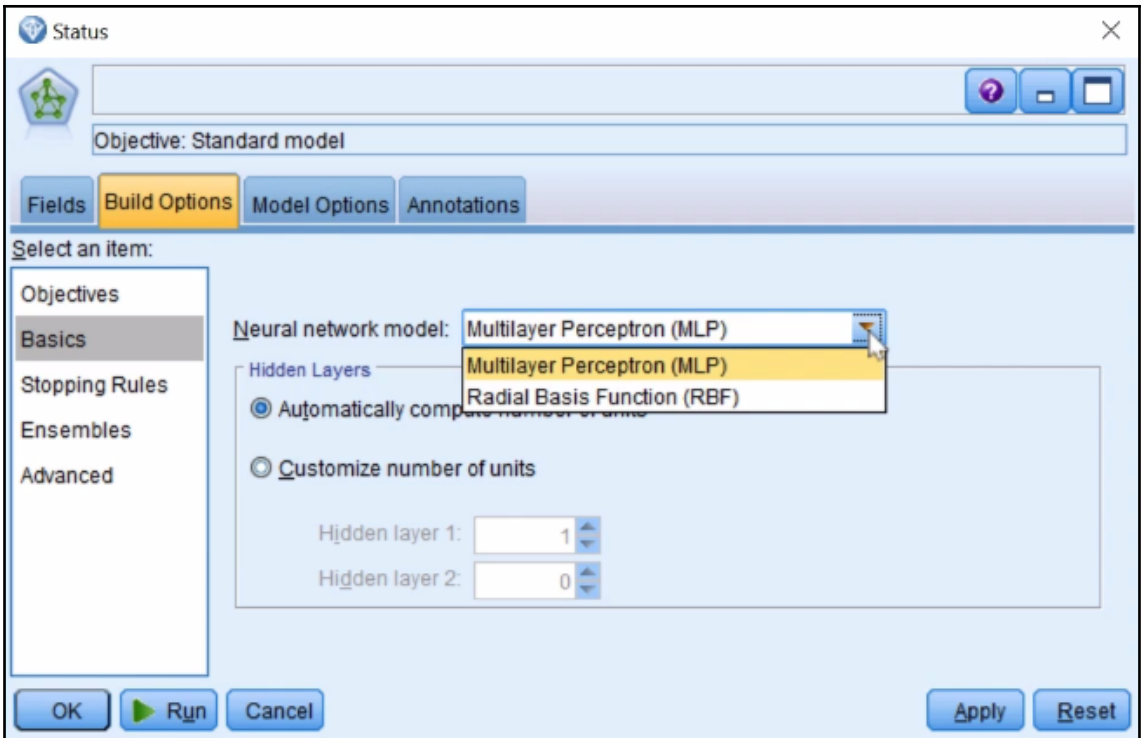 Status
Objective: Standard model
Fields Build Options Model Options Annotations
Select an item:
Objectives
Basics
Stopping Rules
Ensembles
Advanced
Neural network model: Multilayer Perceptron (MLP)
Multilayer Perceptron (MLP)
Radial Basis Function (RBF)
Hidden Layers
Automatically compute number of units
Customize number of units
Hidden layer 1: 1
Hidden layer 2: 0
OK Run Cancel Apply Reset